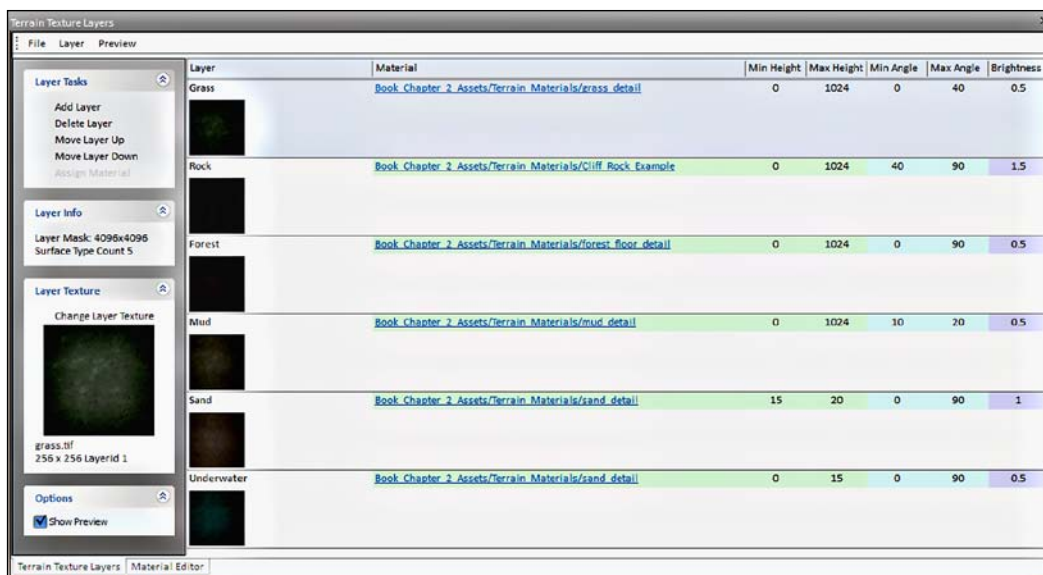 Terrain Texture Layers
File Layer Preview
Layer Tasks
Add Layer
Delete Layer
Move Layer Up
Move Layer Down
Assign Material
Layer Info
Layer Mask: 4096x4096
Surface Type Count 5
Layer Texture
Change Layer Texture
grass.tif
256 x 256 LayerId 1
Options
Show Preview
Layer Material Min Height Max Height Min Angle Max Angle Brightness
Grass Book Chapter 2 Assets/Terrain Materials/grass detail 0 1024 0 40 0.5
Rock Book Chapter 2 Assets/Terrain Materials/Cliff Rock Example 0 1024 40 90 1.5
Forest Book Chapter 2 Assets/Terrain Materials/forest floor detail 0 1024 0 90 0.5
Mud Book Chapter 2 Assets/Terrain Materials/mud detail 0 1024 10 20 0.5
Sand Book Chapter 2 Assets/Terrain Materials/sand detail 15 20 0 90 1
Underwater Book Chapter 2 Assets/Terrain Materials/sand detail 0 15 0 90 0.5
Terrain Texture Layers Material Editor